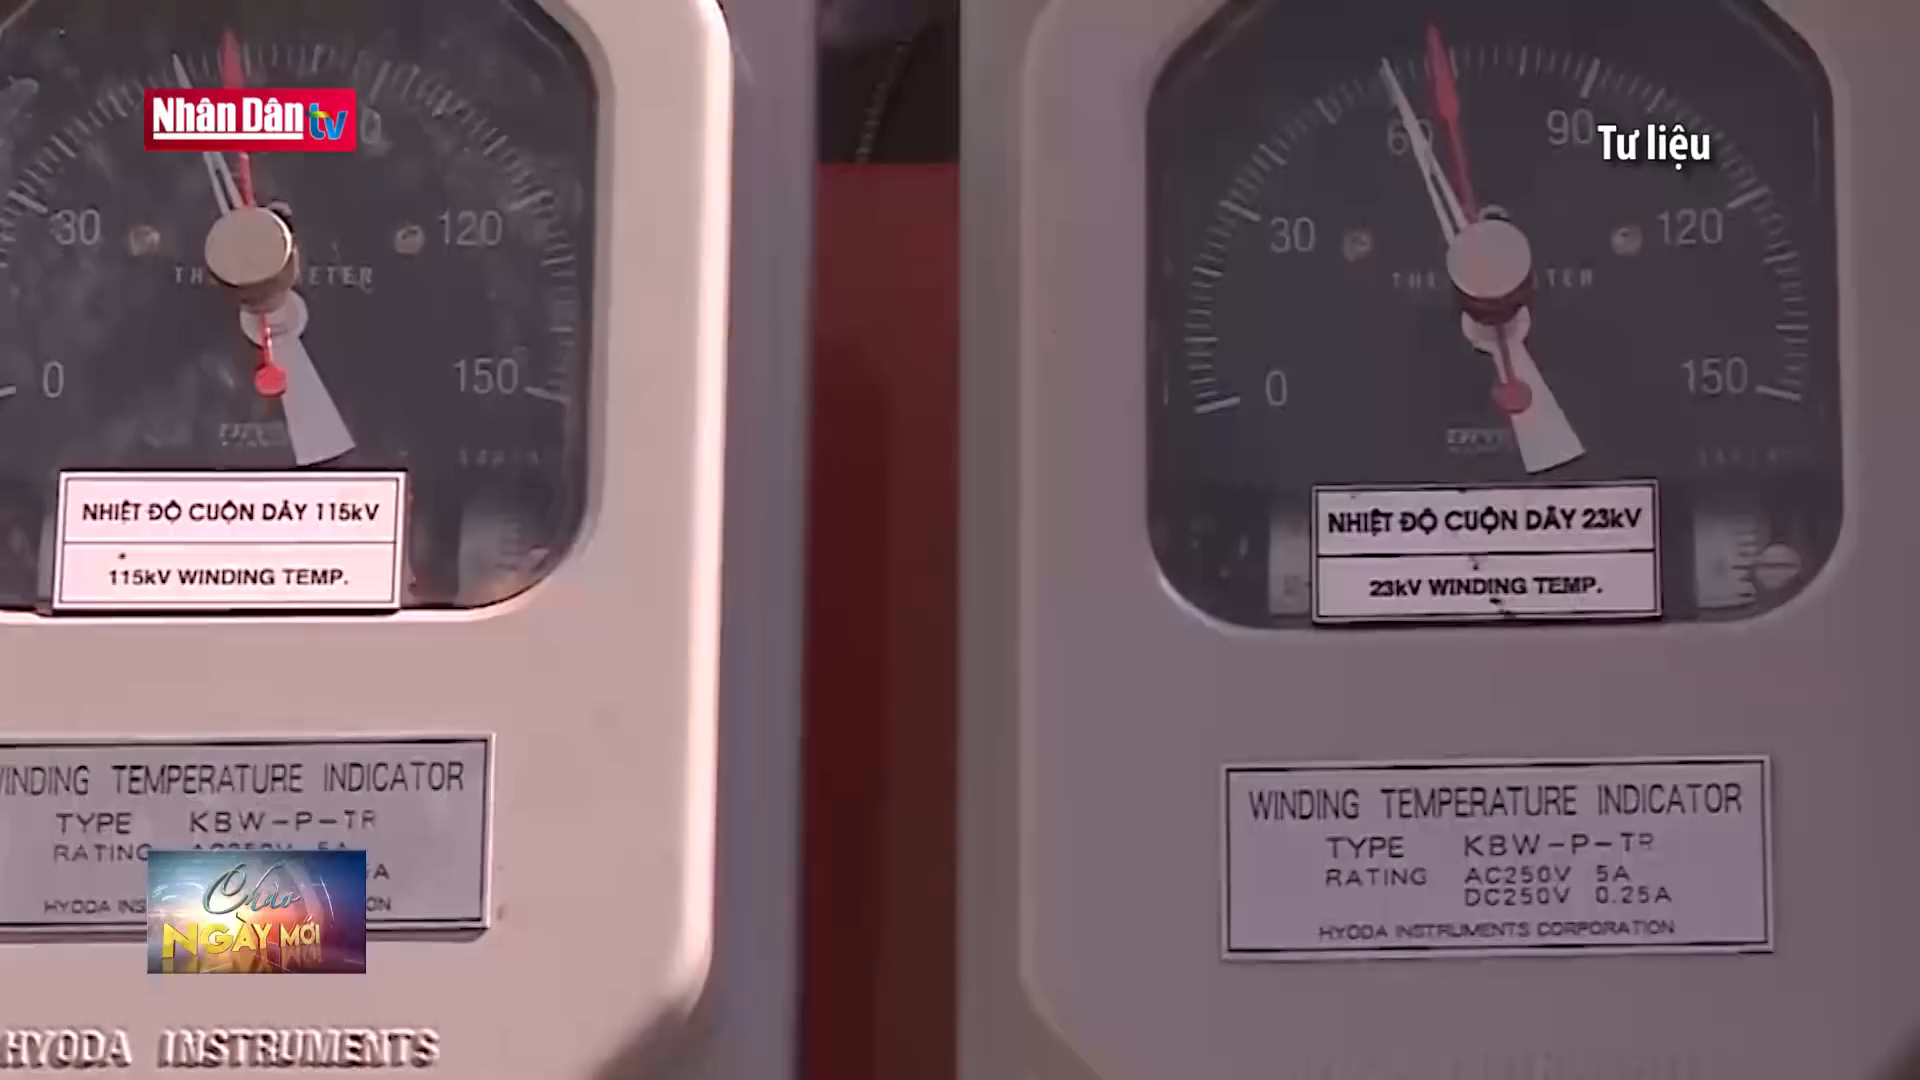 Nhân Dân tv
Tư liệu
30
120
0
150
NHIỆT ĐỘ CUỘN DÂY 115kV
115kV WINDING TEMP.
WINDING TEMPERATURE INDICATOR
TYPE KBW-P-TR
RATING AC250V 5A
HYODA INSTRUMENTS
60
90
30
120
0
150
NHIỆT ĐỘ CUỘN DÂY 23kV
23kV WINDING TEMP.
WINDING TEMPERATURE INDICATOR
TYPE KBW-P-TR
RATING AC250V 5A
DC250V 0.25A
HYODA INSTRUMENTS CORPORATION
Chào
NGÀY MỚI